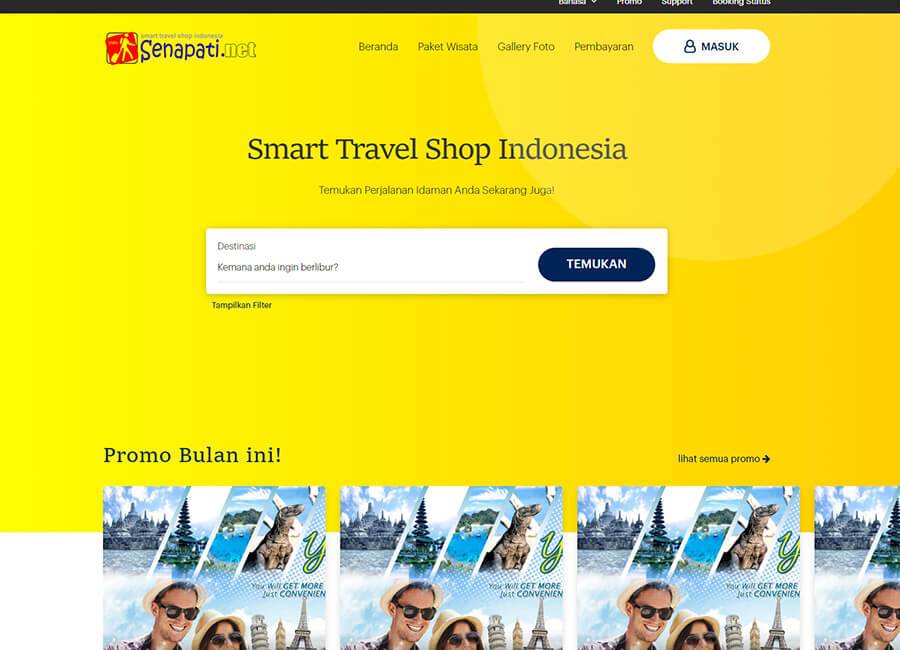 Bahasa Promo Support Booking Status
smart travel shop indonesia
Senapati.net
Beranda Paket Wisata Gallery Foto Pembayaran MASUK
Smart Travel Shop Indonesia
Temukan Perjalanan Idaman Anda Sekarang Juga!
Destinasi
Kemana anda ingin berlibur?
TEMUKAN
Tampilkan Filter
Promo Bulan ini!
lihat semua promo
y
You Will GET MORE
Just CONVENIEN
y
You Will GET MORE
Just CONVENIEN
y
You Will GET MORE
Just CONVENIEN